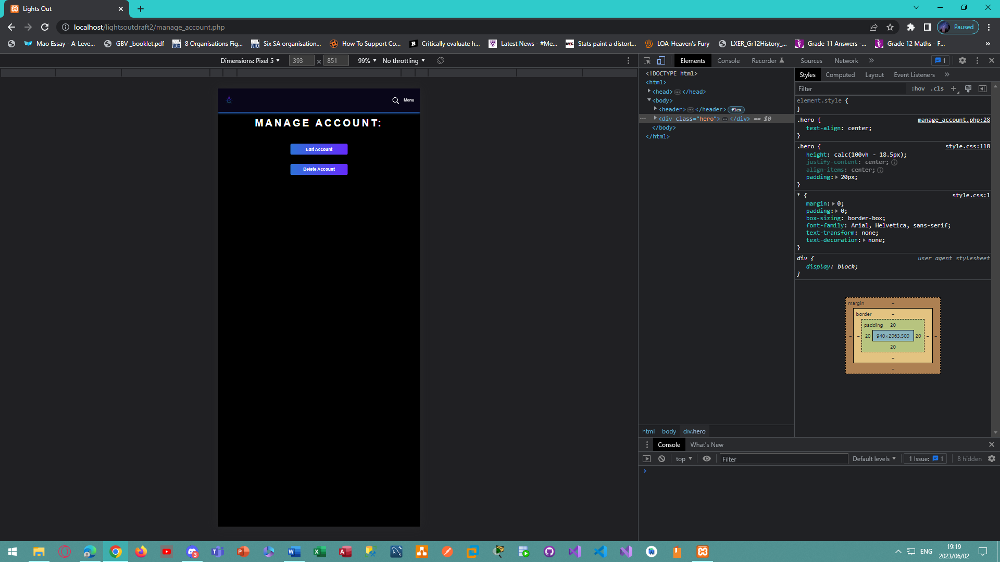 Lights Out
localhost/lightsoutdraft2/manage_account.php
Paused
Mao Essay - A-Leve...
GBV _booklet.pdf
8 Organisations Fig...
Six SA organisation...
How To Support Co...
Critically evaluate h...
Latest News - #Me...
Stats paint a distort...
LOA-Heaven's Fury
LXER_Gr12History_...
Grade 11 Answers -...
Grade 12 Maths - F...
»
Dimensions: Pixel 5 393 × 851 99% No throttling
Menu
MANAGE ACCOUNT:
Edit Account
Delete Account
Elements Console Recorder Sources Network » 1
<!DOCTYPE html>
<html>
<head>…</head>
<body>
<header>…</header> flex
<div class="hero">…</div> == $0
</body>
</html>
html body div.hero
Styles Computed Layout Event Listeners »
Filter :hov .cls +
element.style {
}
.hero { manage_account.php:28
text-align: center;
}
.hero { style.css:118
height: calc(100vh - 18.5px);
justify-content: center;
align-items: center;
padding: 20px;
}
* { style.css:1
margin: 0;
padding: 0;
box-sizing: border-box;
font-family: Arial, Helvetica, sans-serif;
text-transform: none;
text-decoration: none;
}
div { user agent stylesheet
display: block;
}
margin –
border –
padding 20
– – 20 940×2063.500 20 – –
20
–
–
Console What's New
top Filter Default levels 1 Issue: 1 8 hidden
3
ENG
19:19
2023/06/02